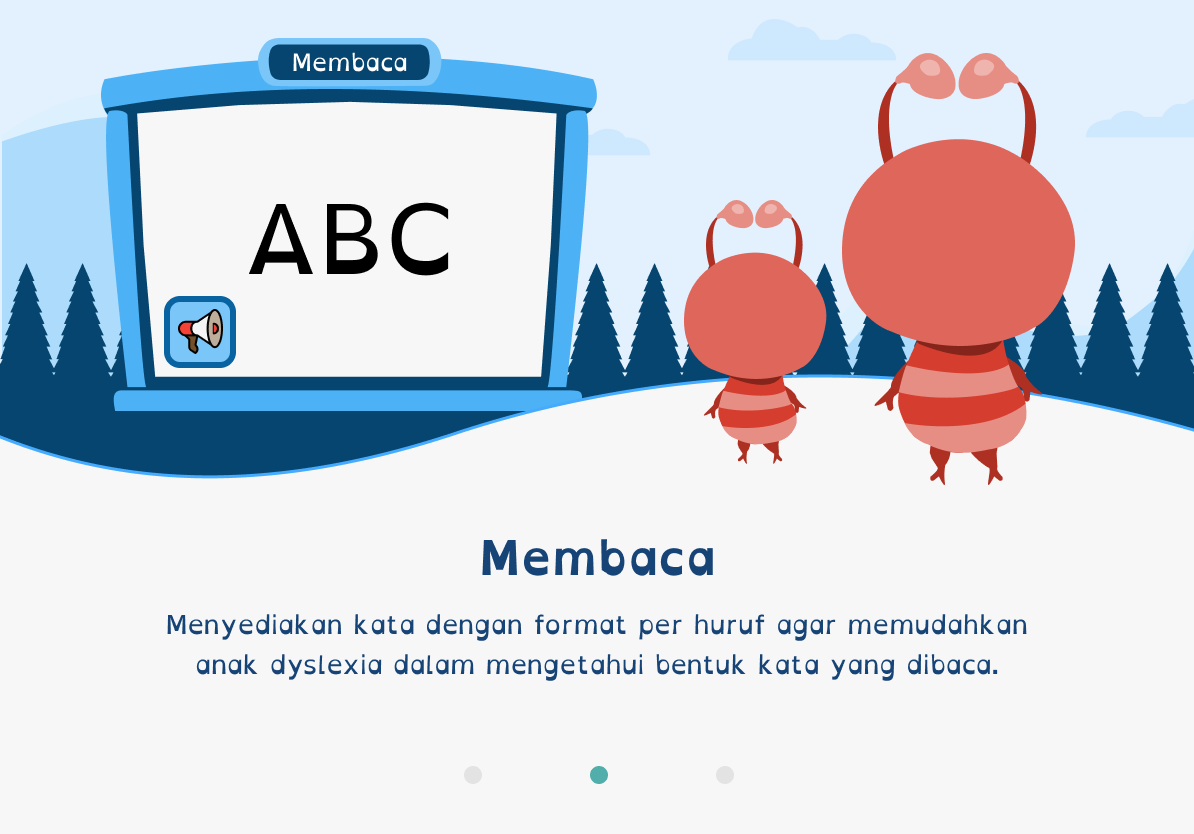 Membaca
ABC
Membaca
Menyediakan kata dengan format per huruf agar memudahkan
anak dyslexia dalam mengetahui bentuk kata yang dibaca.